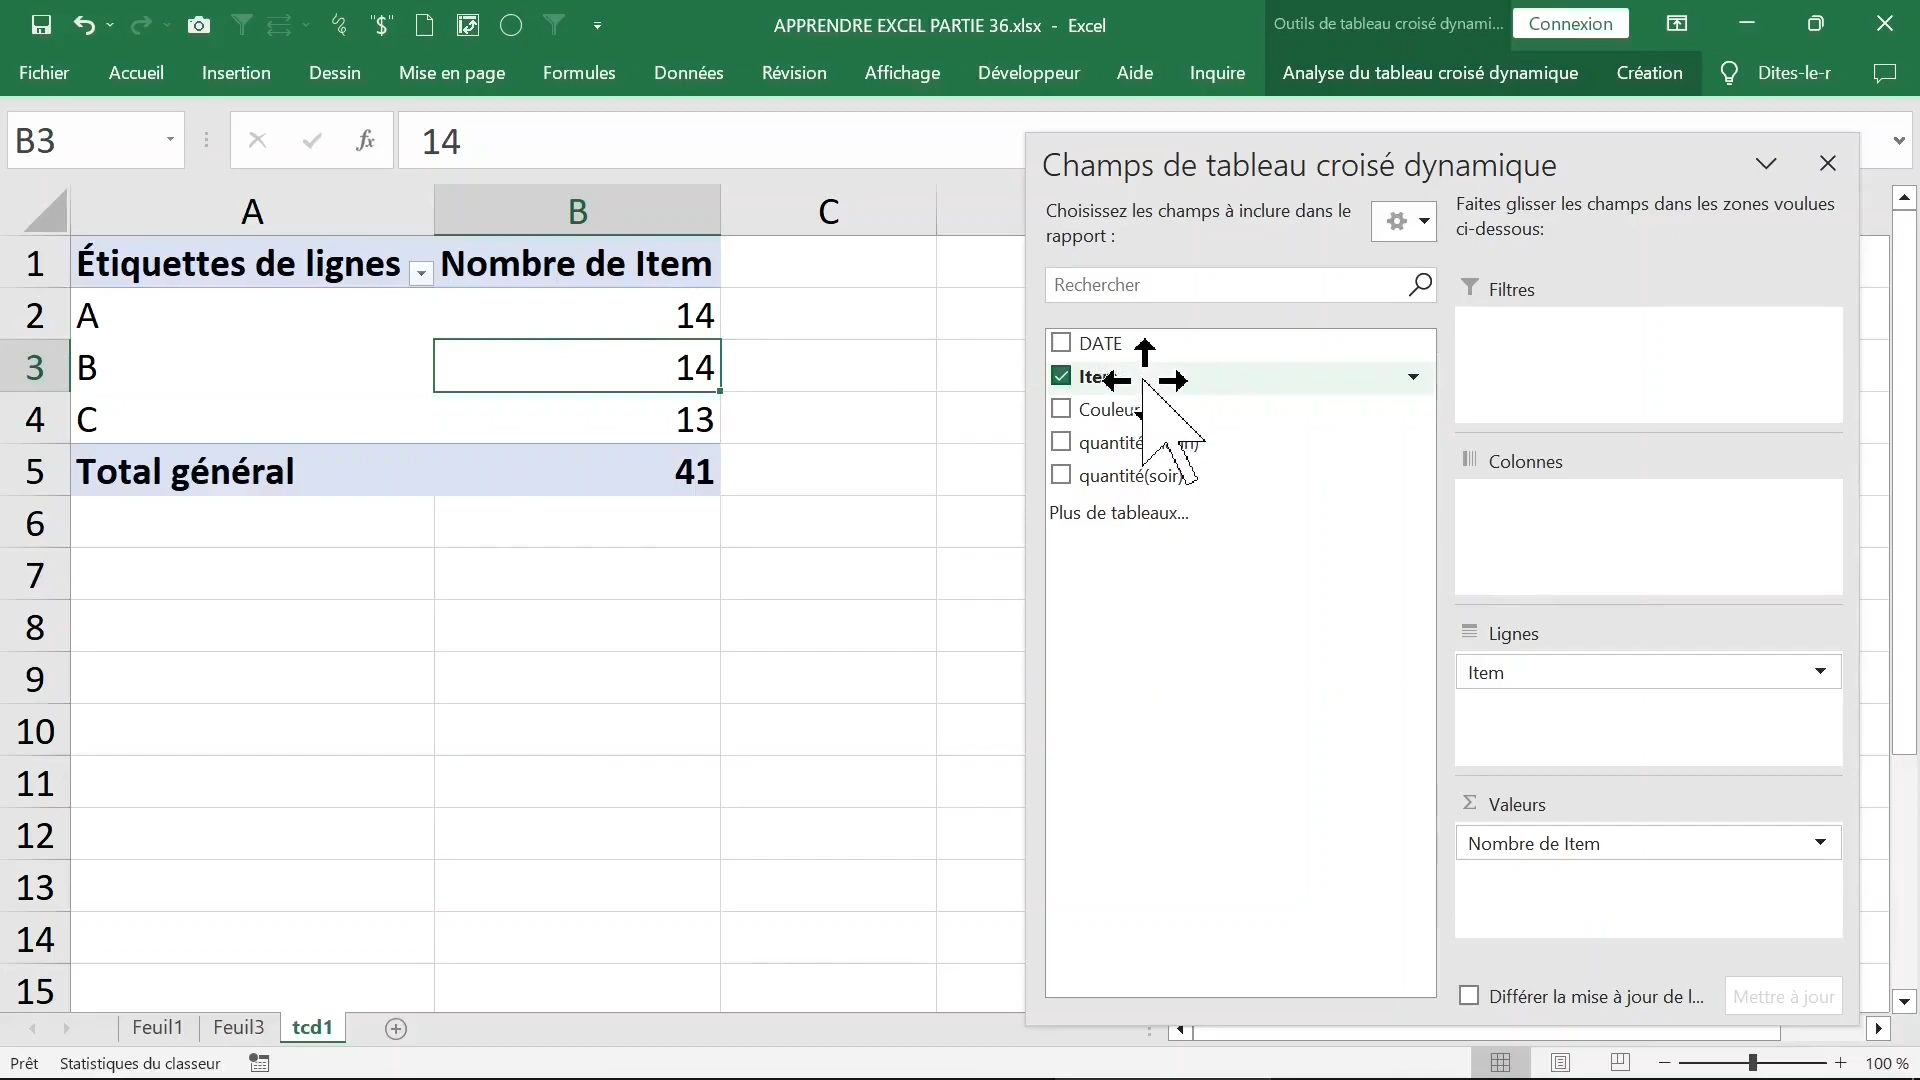 "$"
APPRENDRE EXCEL PARTIE 36.xlsx - Excel
Outils de tableau croisé dynami...
Connexion
Fichier
Accueil
Insertion
Dessin
Mise en page
Formules
Données
Révision
Affichage
Développeur
Aide
Inquire
Analyse du tableau croisé dynamique
Création
Dites-le-r
B3
fx
14
A
B
C
1
Étiquettes de lignes
Nombre de Item
2
A
14
3
B
14
4
C
13
5
Total général
41
6
7
8
9
10
11
12
13
14
15
Champs de tableau croisé dynamique
Choisissez les champs à inclure dans le
rapport :
Rechercher
DATE
Couleur
quantité(soir)
Plus de tableaux...
Faites glisser les champs dans les zones voulues
ci-dessous:
Filtres
Colonnes
Lignes
Item
Σ Valeurs
Nombre de Item
Différer la mise à jour de l...
Mettre à jour
Feuil1
Feuil3
tcd1
Prêt
Statistiques du classeur
100 %